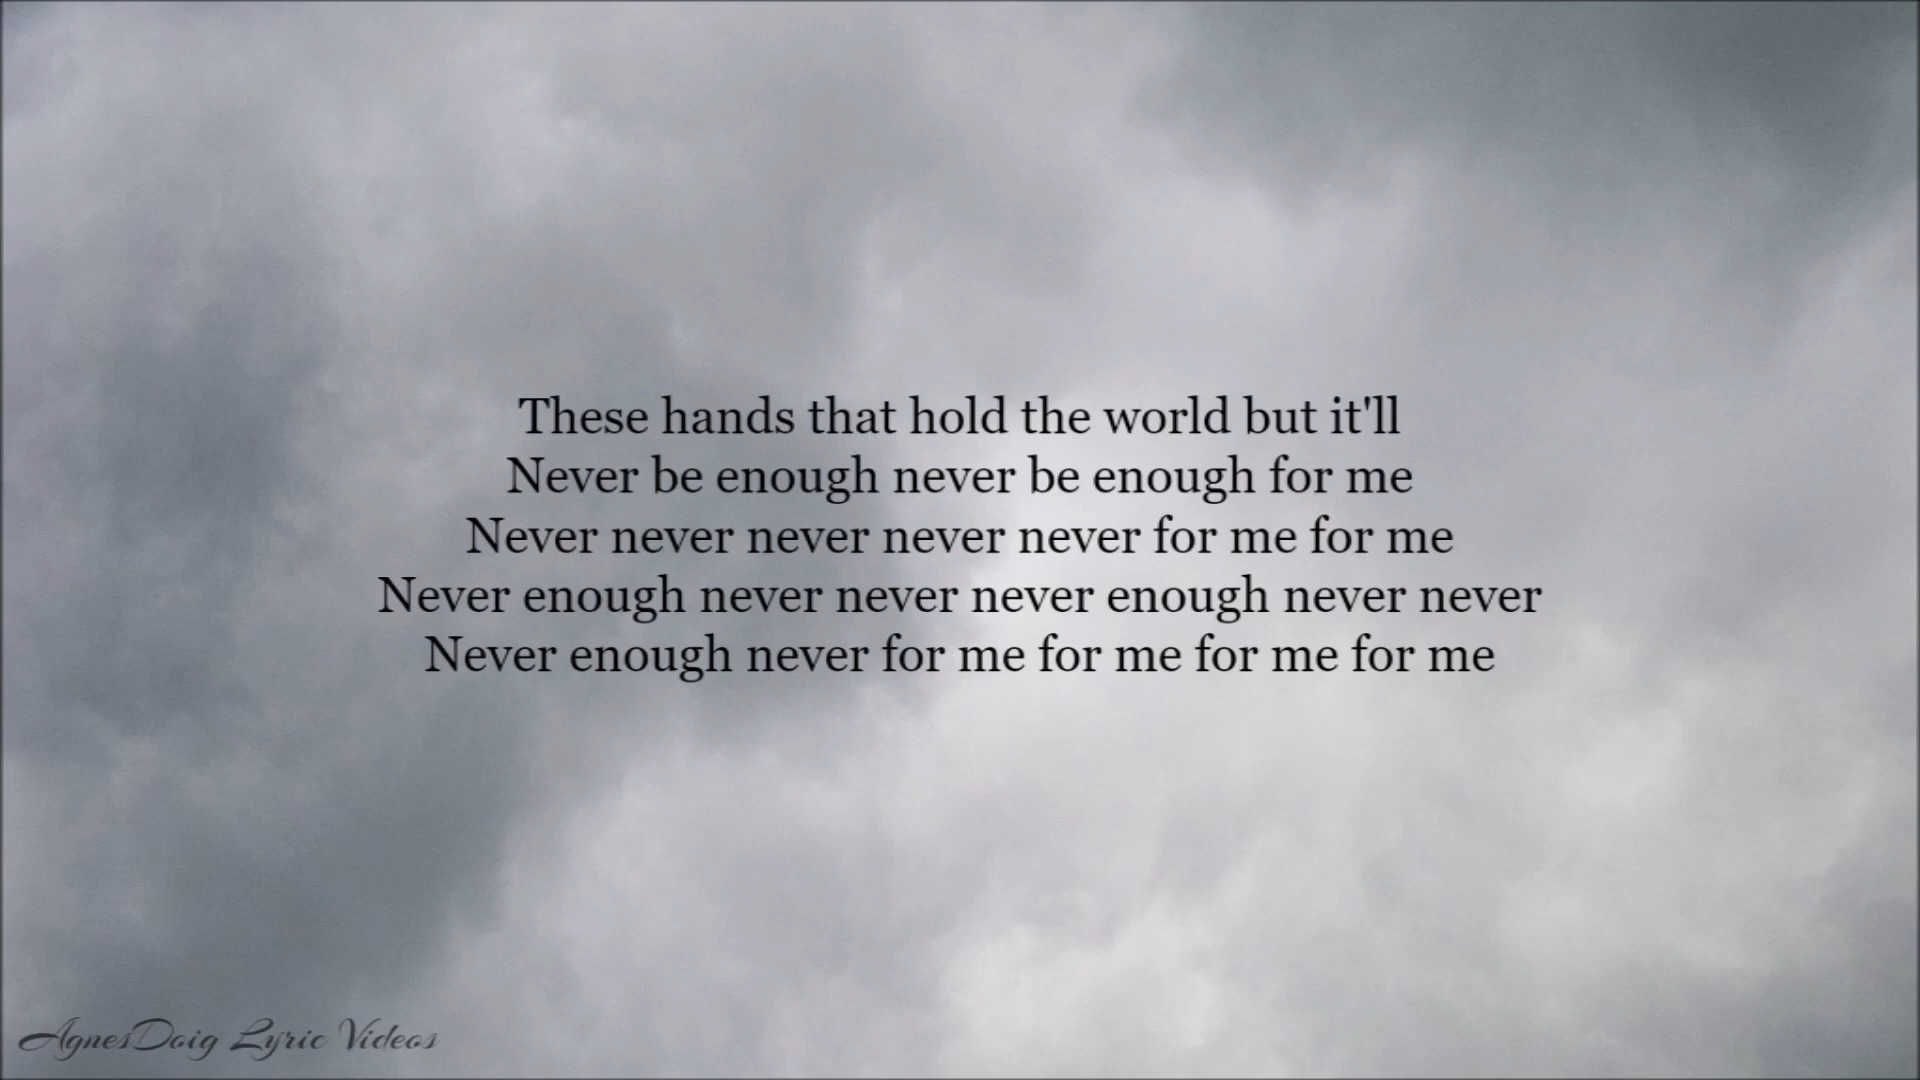 These hands that hold the world but it'll
Never be enough never be enough for me
Never never never never never for me for me
Never enough never never never enough never never
Never enough never for me for me for me for me
AgnesDoig Lyric Videos